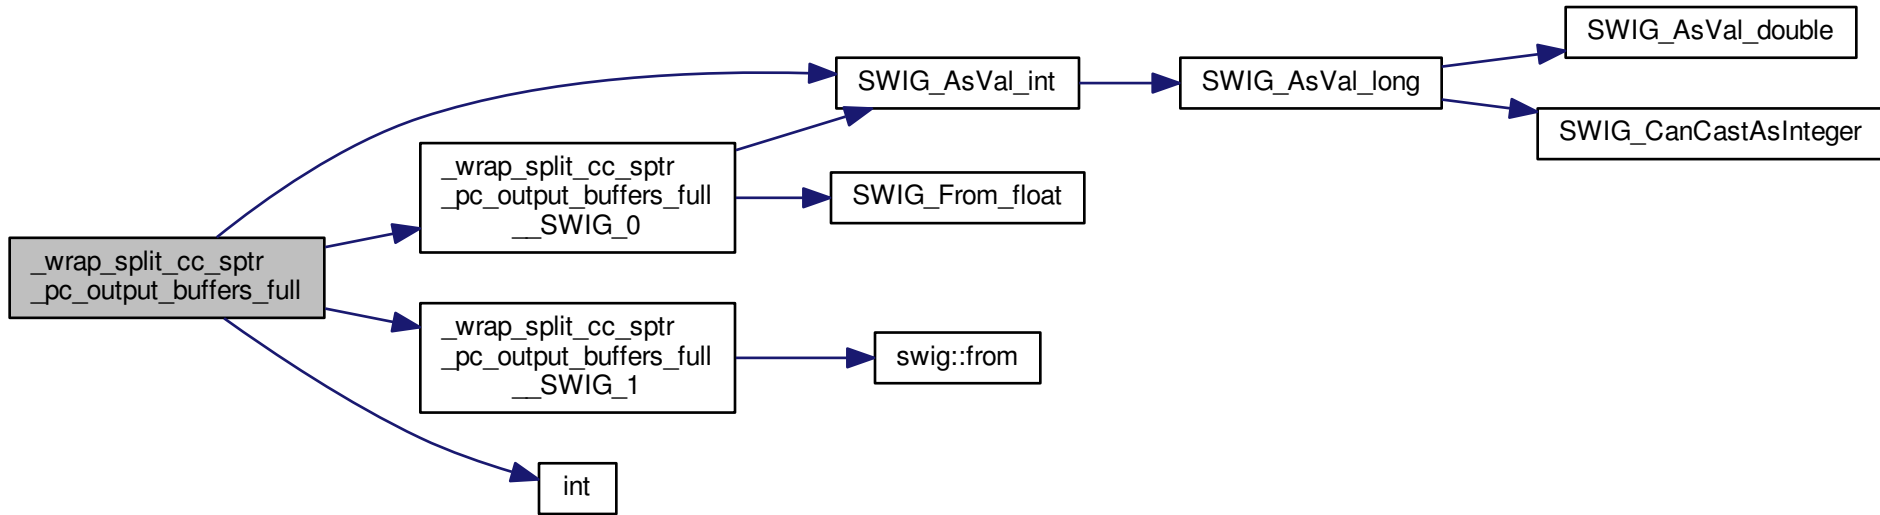 _wrap_split_cc_sptr
_pc_output_buffers_full
_wrap_split_cc_sptr
_pc_output_buffers_full
__SWIG_0
_wrap_split_cc_sptr
_pc_output_buffers_full
__SWIG_1
int
SWIG_AsVal_int
SWIG_From_float
swig::from
SWIG_AsVal_long
SWIG_AsVal_double
SWIG_CanCastAsInteger